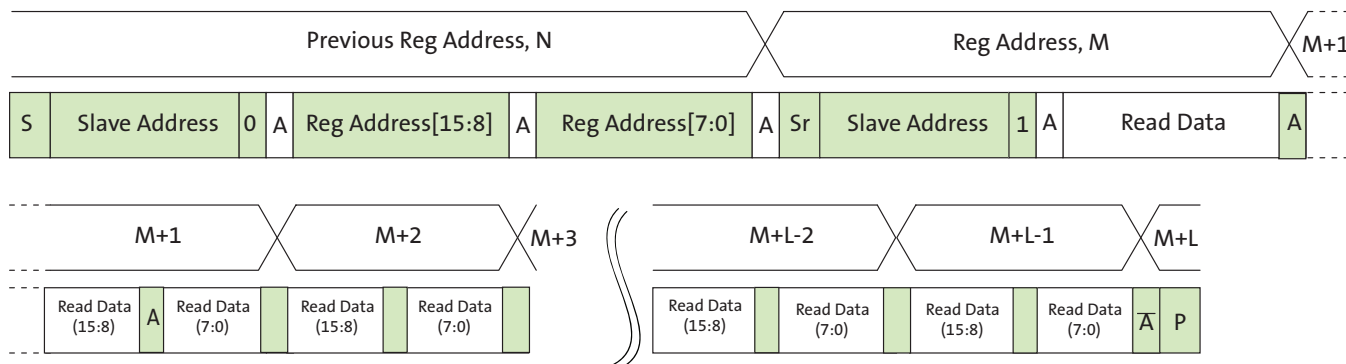 Previous Reg Address, N Reg Address, M M+1
S Slave Address 0 A Reg Address[15:8] A Reg Address[7:0] A Sr Slave Address 1 A Read Data A
M+1 M+2 M+3 M+L-2 M+L-1 M+L
Read Data Read Data Read Data Read Data Read Data Read Data Read Data Read Data
(15:8) A (7:0) (15:8) (7:0) (15:8) (7:0) (15:8) (7:0) A̅ P